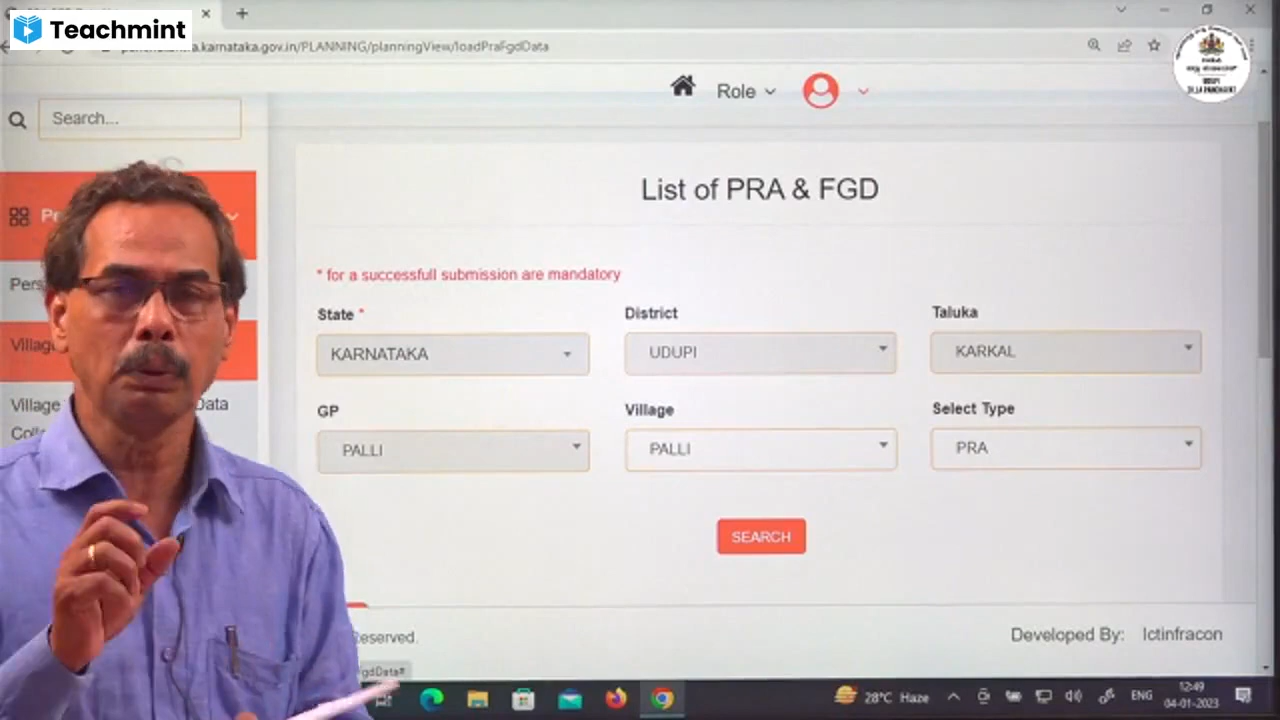 Teachmint
karnataka.gov.in/PLANNING/planningView/loadPraFgdData
Role
Search...
List of PRA & FGD
* for a successfull submission are mandatory
State *
District
Taluka
KARNATAKA
UDUPI
KARKAL
GP
Village
Select Type
PALLI
PALLI
PRA
Village
Village
Data
SEARCH
Reserved.
Developed By: Ictinfracon
gdData#
28°C Haze
ENG
12:49
04-01-2023